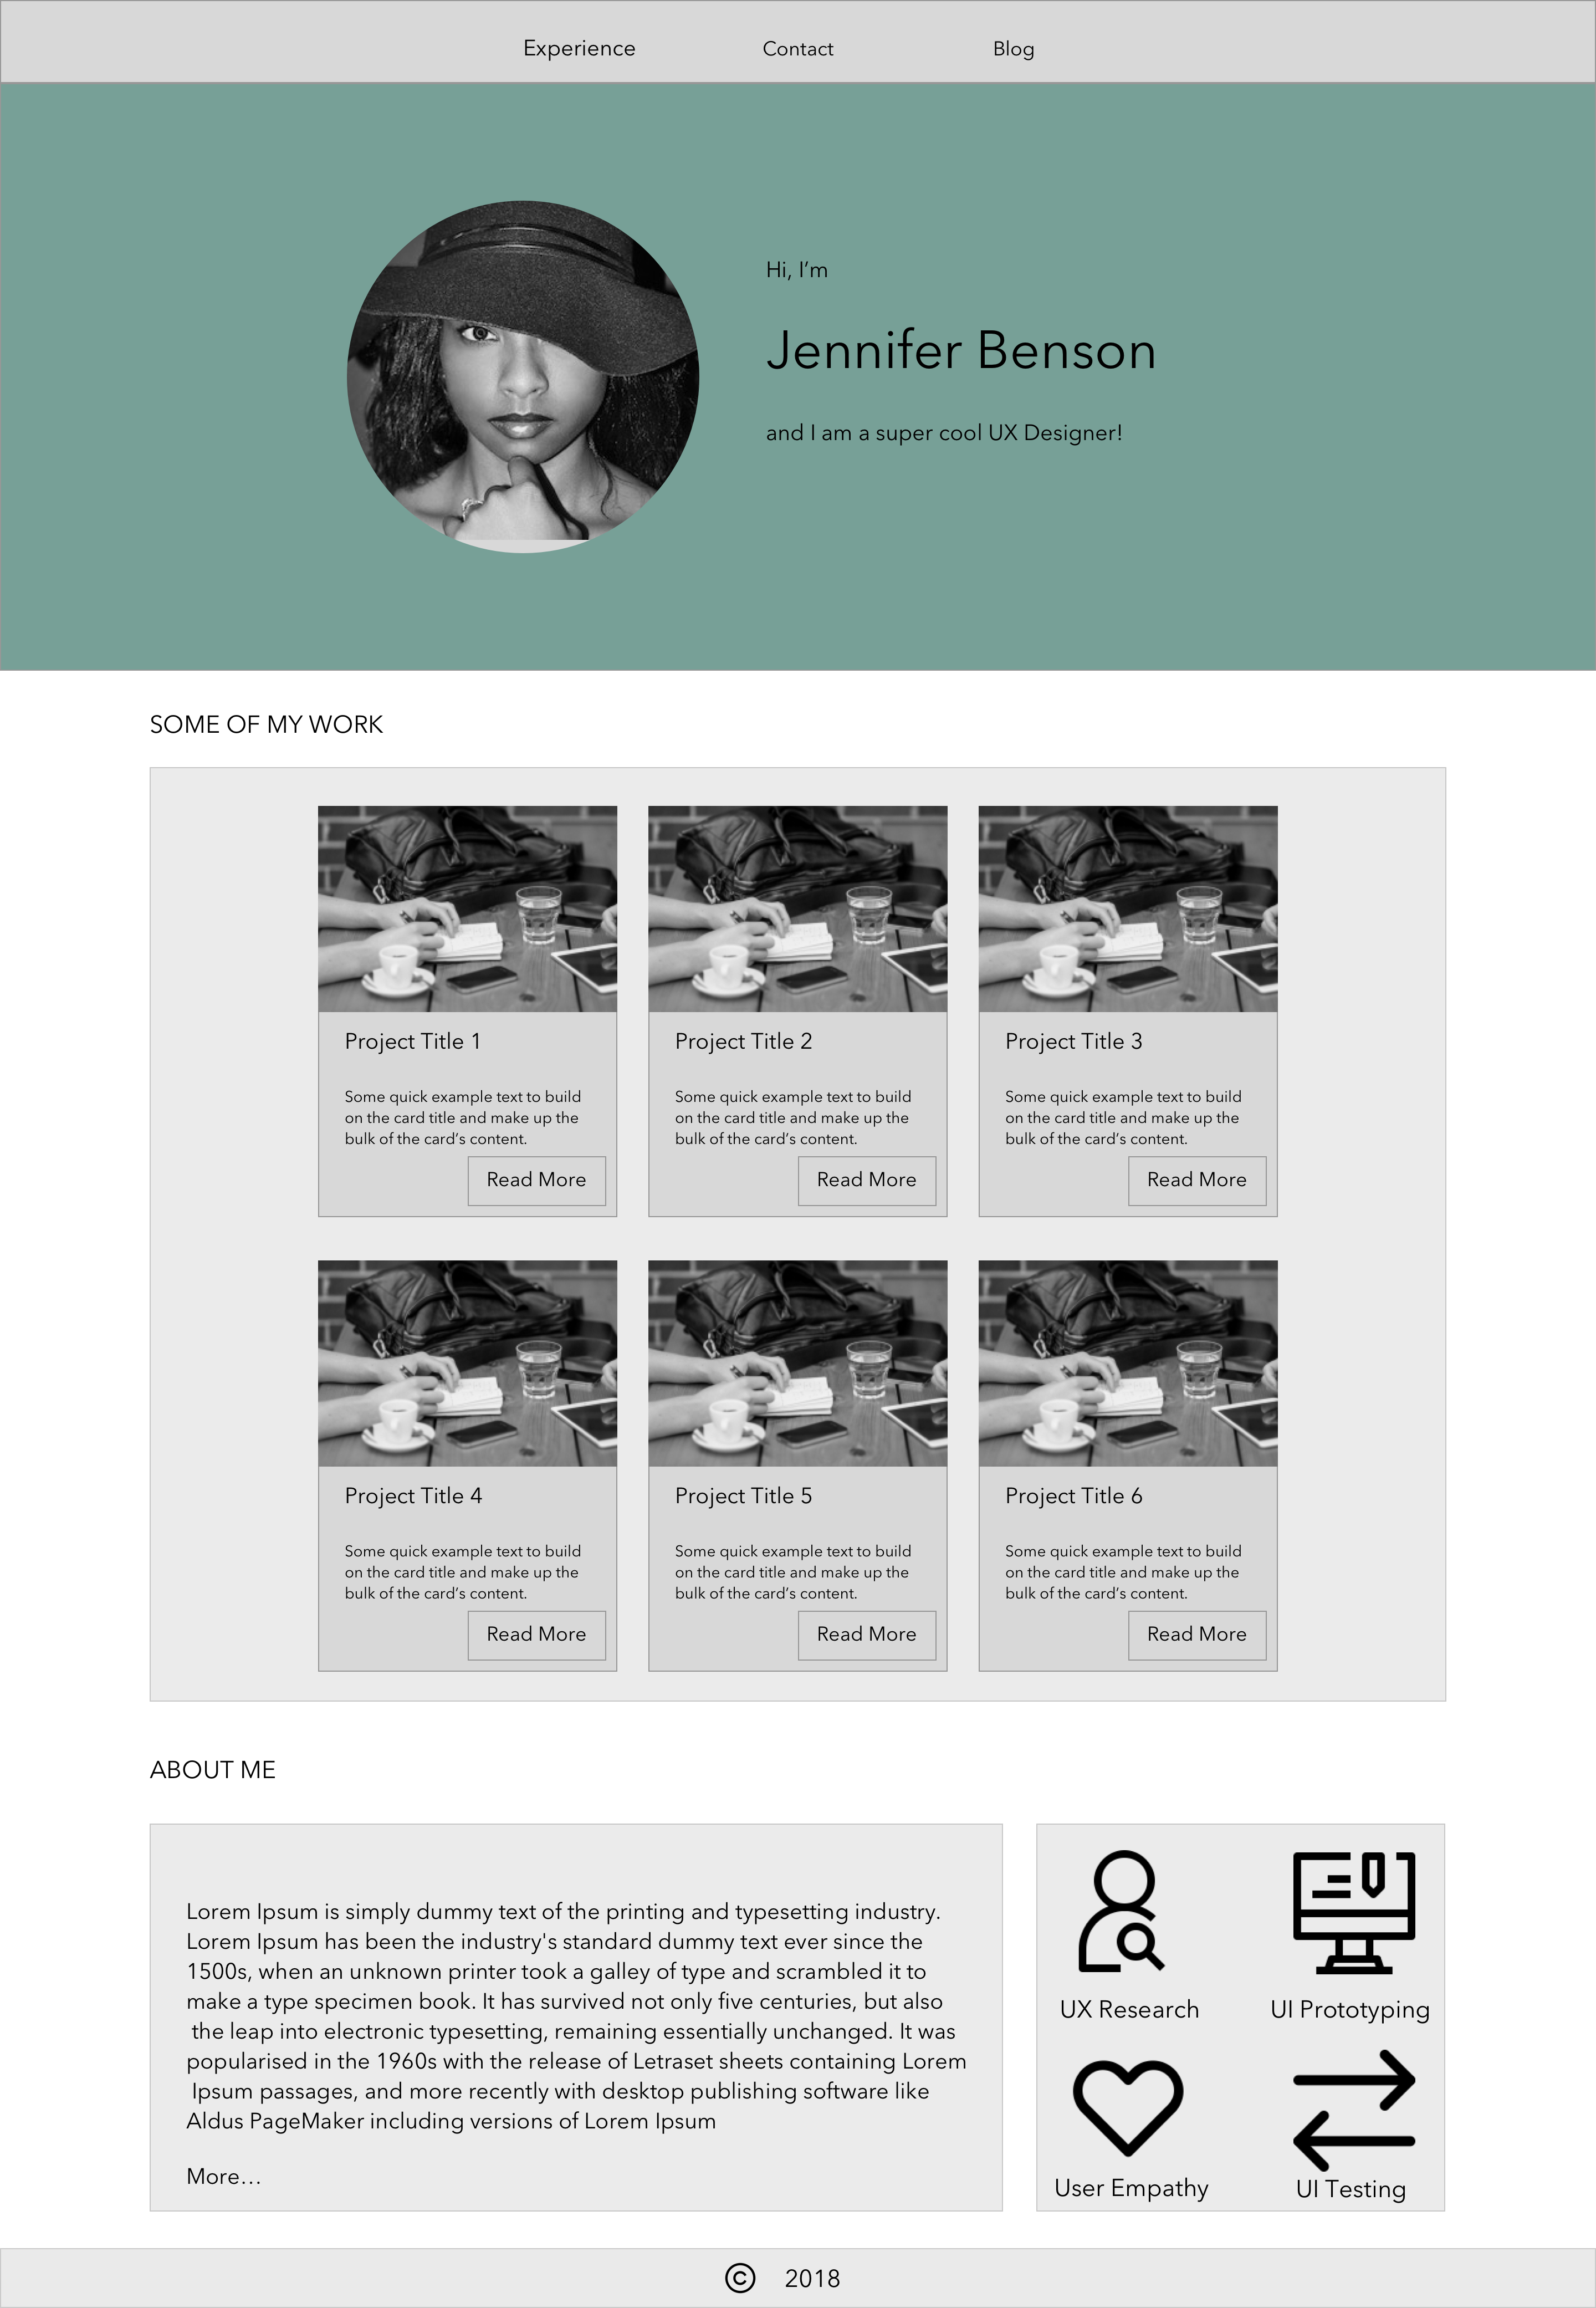 Experience Contact Blog
Hi, I’m
Jennifer Benson
and I am a super cool UX Designer!
SOME OF MY WORK
Project Title 1
Some quick example text to build
on the card title and make up the
bulk of the card’s content.
Read More
Project Title 2
Some quick example text to build
on the card title and make up the
bulk of the card’s content.
Read More
Project Title 3
Some quick example text to build
on the card title and make up the
bulk of the card’s content.
Read More
Project Title 4
Some quick example text to build
on the card title and make up the
bulk of the card’s content.
Read More
Project Title 5
Some quick example text to build
on the card title and make up the
bulk of the card’s content.
Read More
Project Title 6
Some quick example text to build
on the card title and make up the
bulk of the card’s content.
Read More
ABOUT ME
Lorem Ipsum is simply dummy text of the printing and typesetting industry.
Lorem Ipsum has been the industry's standard dummy text ever since the
1500s, when an unknown printer took a galley of type and scrambled it to
make a type specimen book. It has survived not only five centuries, but also
the leap into electronic typesetting, remaining essentially unchanged. It was
popularised in the 1960s with the release of Letraset sheets containing Lorem
Ipsum passages, and more recently with desktop publishing software like
Aldus PageMaker including versions of Lorem Ipsum
More…
UX Research
UI Prototyping
User Empathy
UI Testing
© 2018